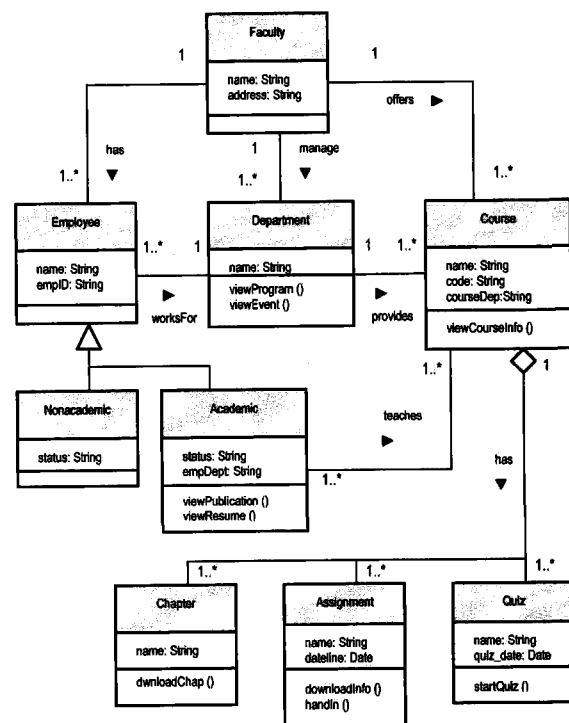 Faculty
name: String
address: String
1
1
offers
has
1
manage
1..*
1..*
1..*
Employee
name: String
empID: String
1..*
worksFor
Department
name: String
viewProgram ()
viewEvent ()
1
1
1..*
provides
Course
name: String
code: String
courseDep:String
viewCourseInfo ()
1..*
1
Nonacademic
status: String
Academic
status: String
empDept: String
viewPublication ()
viewResume ()
teaches
1..*
has
1..*
1..*
1..*
Chapter
name: String
dwnloadChap ()
Assignment
name: String
dateline: Date
downloadInfo ()
handIn ()
Quiz
name: String
quiz_date: Date
startQuiz ()